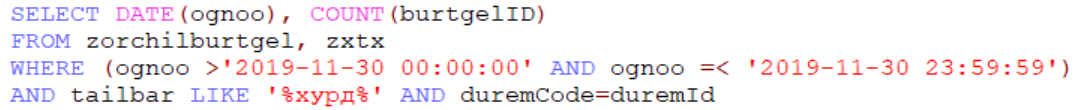 SELECT DATE(ognoo), COUNT(burtgelID)
FROM zorchilburtgel, zxtx
WHERE (ognoo >'2019-11-30 00:00:00' AND ognoo =< '2019-11-30 23:59:59')
AND tailbar LIKE '%хурд%' AND duremCode=duremId